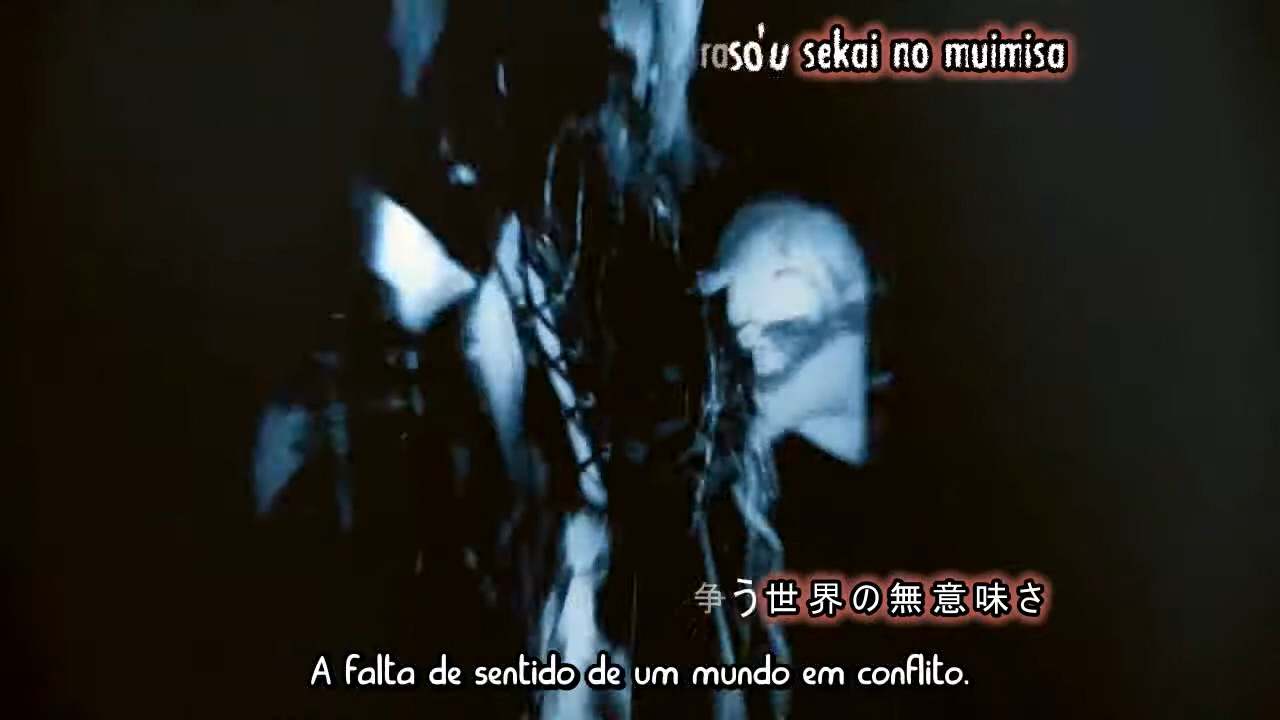 raso'u sekai no muimisa
争う世界の無意味さ
A falta de sentido de um mundo em conflito.